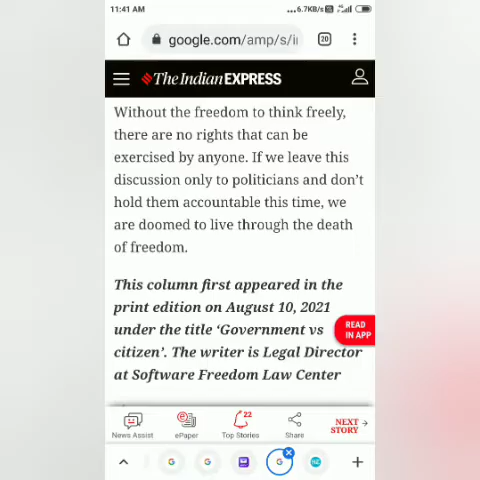 11:41 AM
...6.7KB/s
google.com/amp/s/i
20
The Indian EXPRESS
Without the freedom to think freely,
there are no rights that can be
exercised by anyone. If we leave this
discussion only to politicians and don't
hold them accountable this time, we
are doomed to live through the death
of freedom.
This column first appeared in the
print edition on August 10, 2021
under the title 'Government vs
citizen'. The writer is Legal Director
at Software Freedom Law Center
READ
IN APP
22
News Assist
ePaper
Top Stories
Share
NEXT
STORY